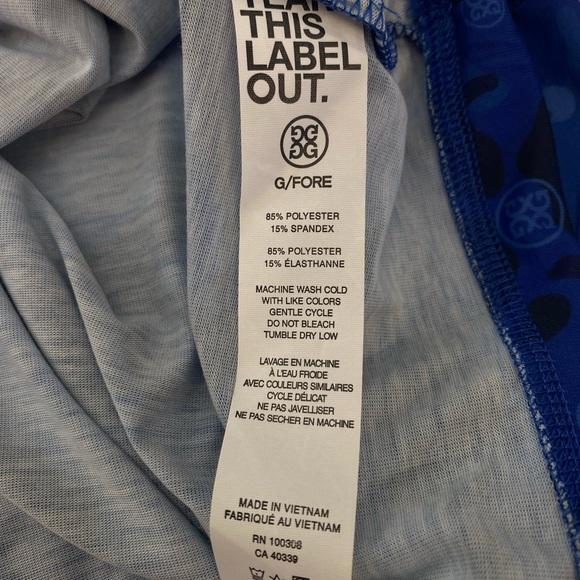 THIS
LABEL
OUT.
G/FORE
85% POLYESTER
15% SPANDEX
85% POLYESTER
15% ÉLASTHANNE
MACHINE WASH COLD
WITH LIKE COLORS
GENTLE CYCLE
DO NOT BLEACH
TUMBLE DRY LOW
LAVAGE EN MACHINE
À L'EAU FROIDE
AVEC COULEURS SIMILAIRES
CYCLE DÉLICAT
NE PAS JAVELLISER
NE PAS SECHER EN MACHINE
MADE IN VIETNAM
FABRIQUÉ AU VIETNAM
RN 100308
CA 40339